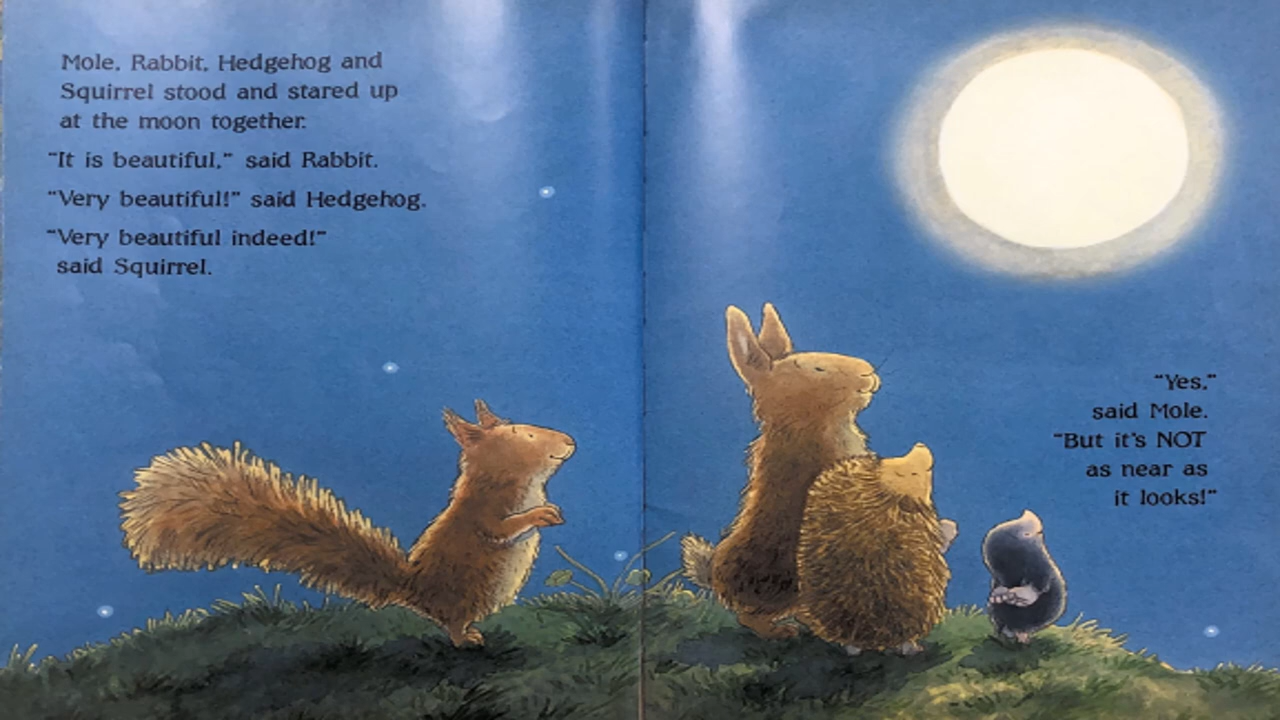 Mole, Rabbit, Hedgehog and
Squirrel stood and stared up
at the moon together.
“It is beautiful,” said Rabbit.
“Very beautiful!” said Hedgehog.
“Very beautiful indeed!”
said Squirrel.
“Yes,”
said Mole.
“But it’s NOT
as near as
it looks!”